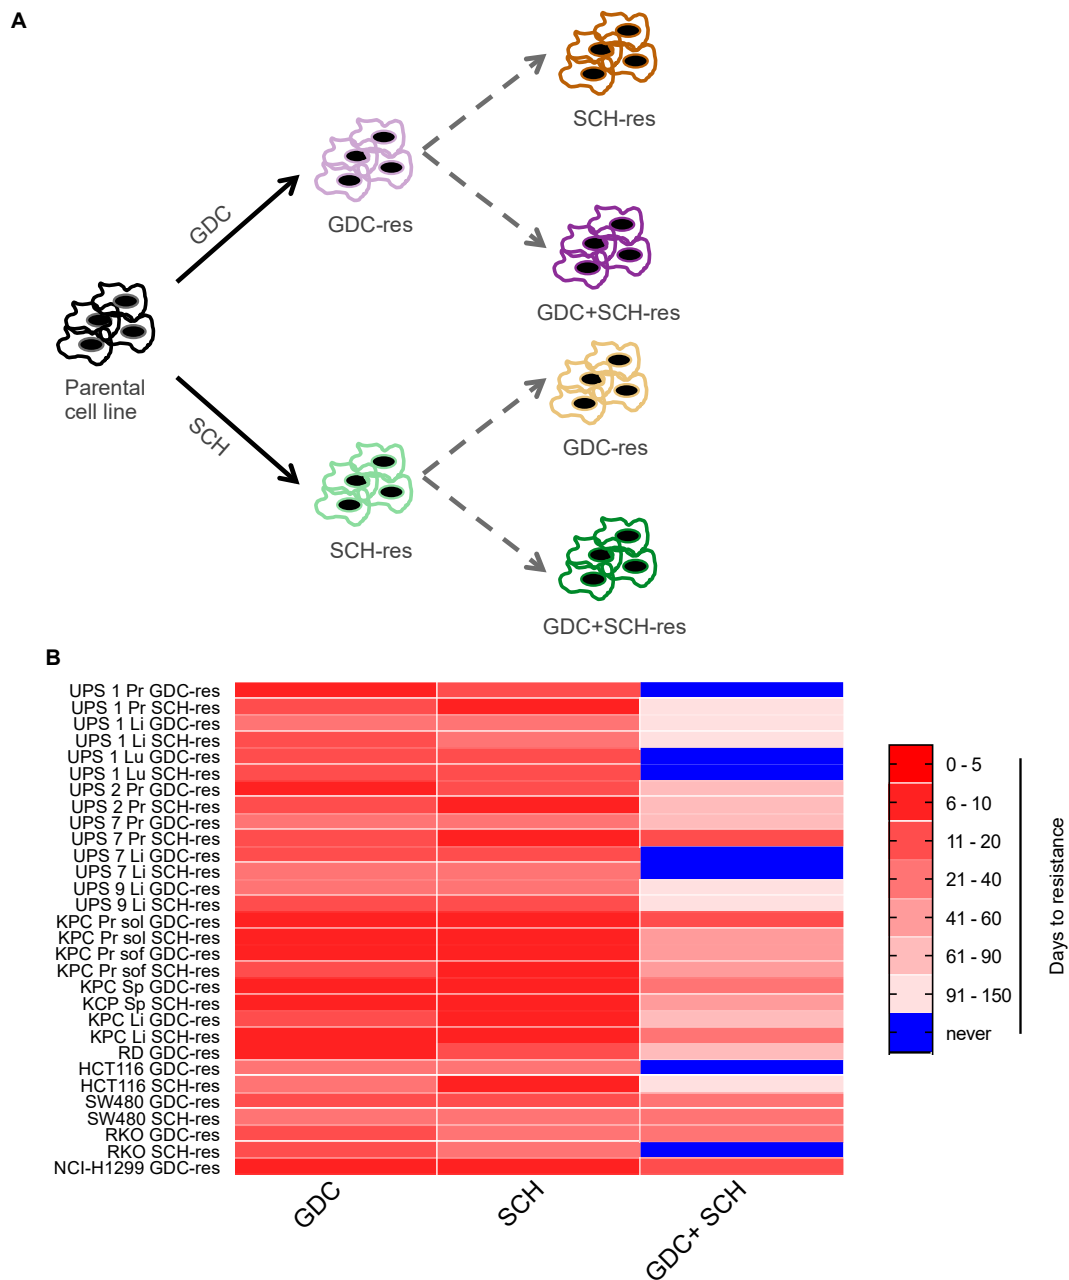 A
SCH-res
GDC
GDC-res
GDC+SCH-res
Parental
cell line
GDC-res
SCH
SCH-res
GDC+SCH-res
B
UPS 1 Pr GDC-res
UPS 1 Pr SCH-res
UPS 1 Li GDC-res
UPS 1 Li SCH-res
UPS 1 Lu GDC-res
UPS 1 Lu SCH-res
UPS 2 Pr GDC-res
UPS 2 Pr SCH-res
UPS 7 Pr GDC-res
UPS 7 Pr SCH-res
UPS 7 Li GDC-res
UPS 7 Li SCH-res
UPS 9 Li GDC-res
UPS 9 Li SCH-res
KPC Pr sol GDC-res
KPC Pr sol SCH-res
KPC Pr sof GDC-res
KPC Pr sof SCH-res
KPC Sp GDC-res
KCP Sp SCH-res
KPC Li GDC-res
KPC Li SCH-res
RD GDC-res
HCT116 GDC-res
HCT116 SCH-res
SW480 GDC-res
SW480 SCH-res
RKO GDC-res
RKO SCH-res
NCI-H1299 GDC-res
GDC
SCH
GDC+ SCH
0 - 5
6 - 10
11 - 20
21 - 40
41 - 60
61 - 90
91 - 150
never
Days to resistance